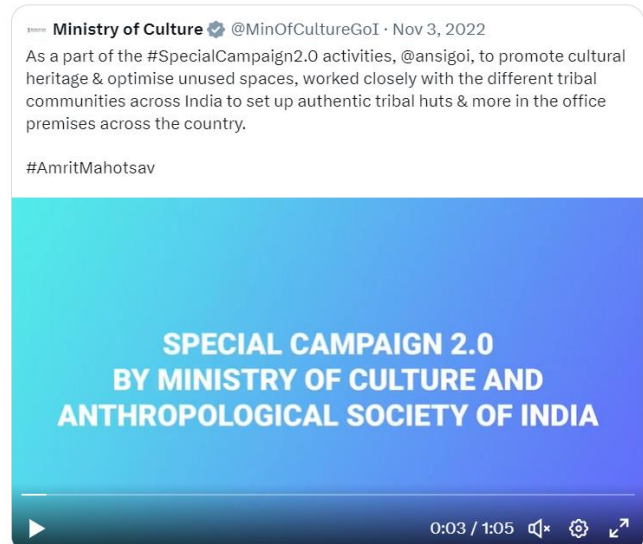 Ministry of Culture @MinOfCultureGoI · Nov 3, 2022
As a part of the #SpecialCampaign2.0 activities, @ansigoi, to promote cultural
heritage & optimise unused spaces, worked closely with the different tribal
communities across India to set up authentic tribal huts & more in the office
premises across the country.
#AmritMahotsav
SPECIAL CAMPAIGN 2.0
BY MINISTRY OF CULTURE AND
ANTHROPOLOGICAL SOCIETY OF INDIA
0:03 / 1:05